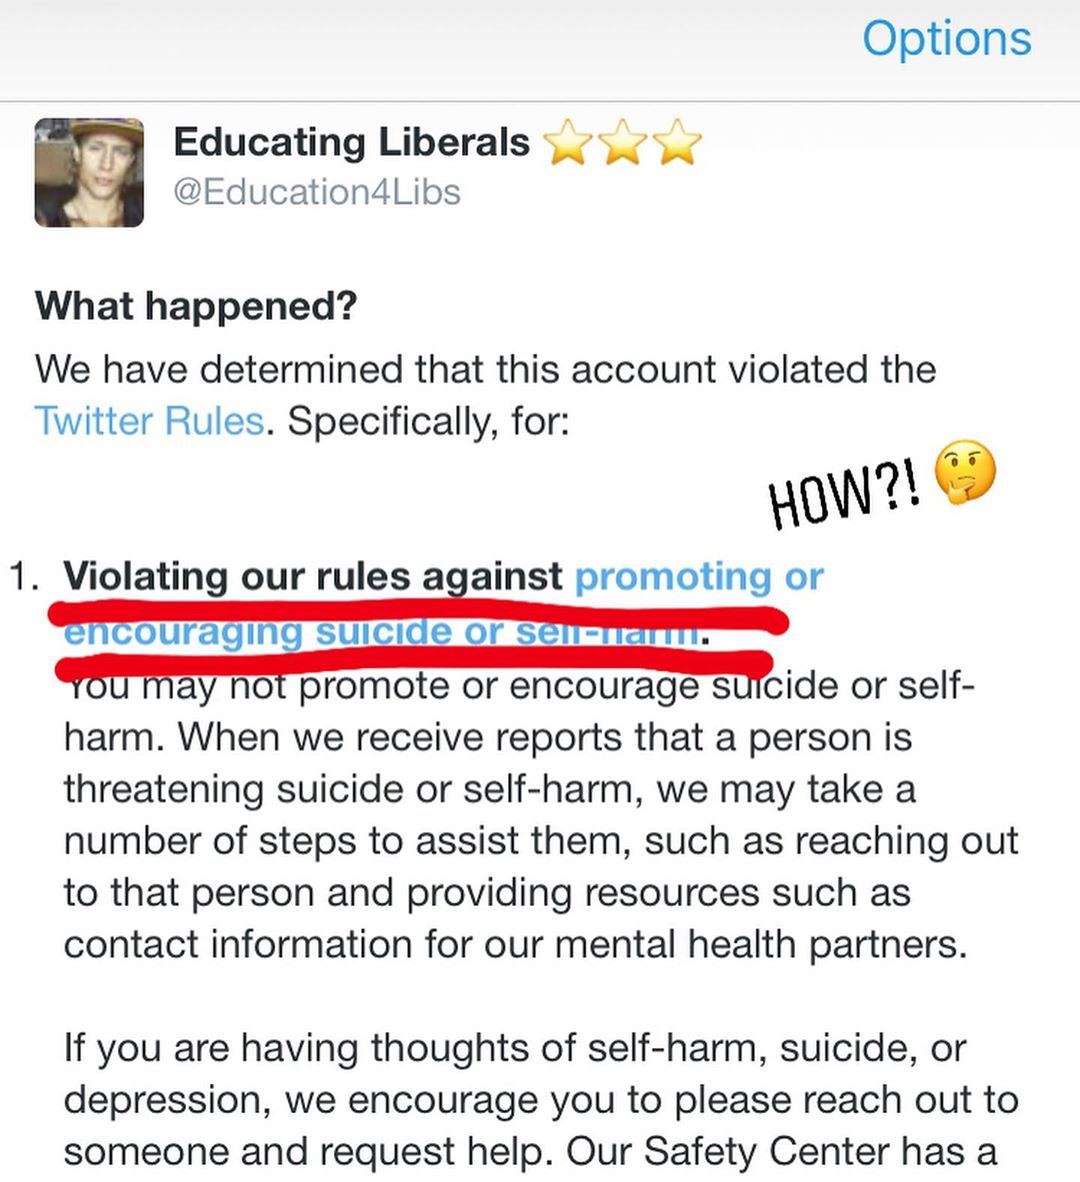 Options
Educating Liberals ⭐⭐⭐
@Education4Libs
What happened?
We have determined that this account violated the
Twitter Rules. Specifically, for:
HOW?! 🤔
1. Violating our rules against promoting or
encouraging suicide or self-harm.
You may not promote or encourage suicide or self-
harm. When we receive reports that a person is
threatening suicide or self-harm, we may take a
number of steps to assist them, such as reaching out
to that person and providing resources such as
contact information for our mental health partners.
If you are having thoughts of self-harm, suicide, or
depression, we encourage you to please reach out to
someone and request help. Our Safety Center has a